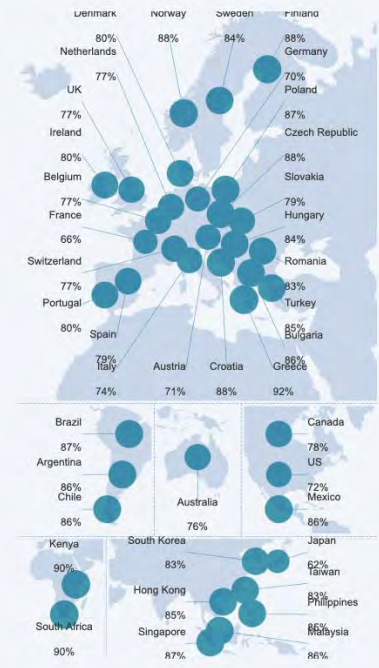 Denmark Norway Sweden Finland
80% 88% 84% 88%
Netherlands Germany
77% 70%
UK Poland
77% 87%
Ireland Czech Republic
80% 88%
Belgium Slovakia
77% 79%
France Hungary
66% 84%
Switzerland Romania
77% 83%
Portugal Turkey
80% 85%
Spain Bulgaria
79% 86%
Italy Austria Croatia Greece
74% 71% 88% 92%
Brazil Canada
87% 78%
Argentina US
86% 72%
Chile Mexico
86% 86%
Australia
76%
Kenya South Korea Japan
90% 83% 62%
Taiwan
83%
Hong Kong Philippines
85% 85%
South Africa Singapore Malaysia
90% 87% 86%